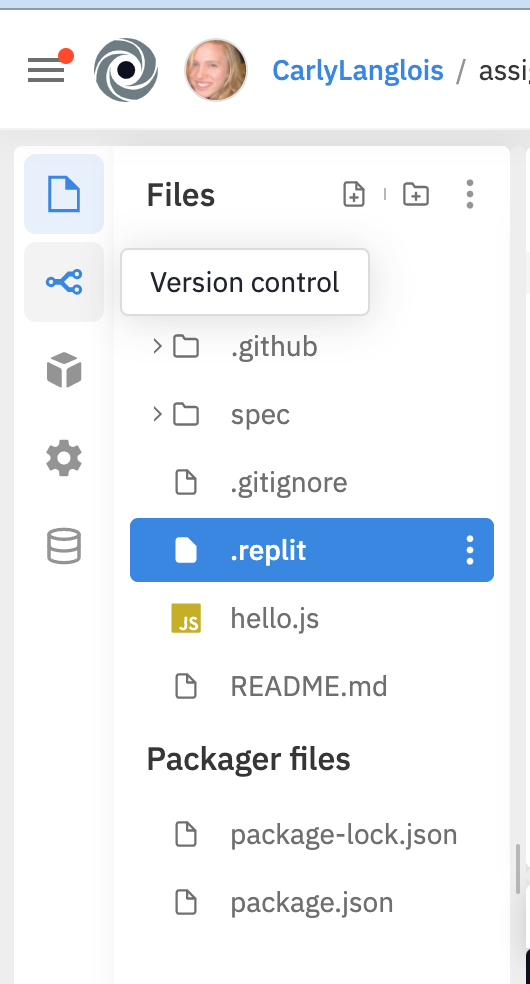 CarlyLanglois / assi
Files
Version control
.github
spec
.gitignore
.replit
JS hello.js
README.md
Packager files
package-lock.json
package.json